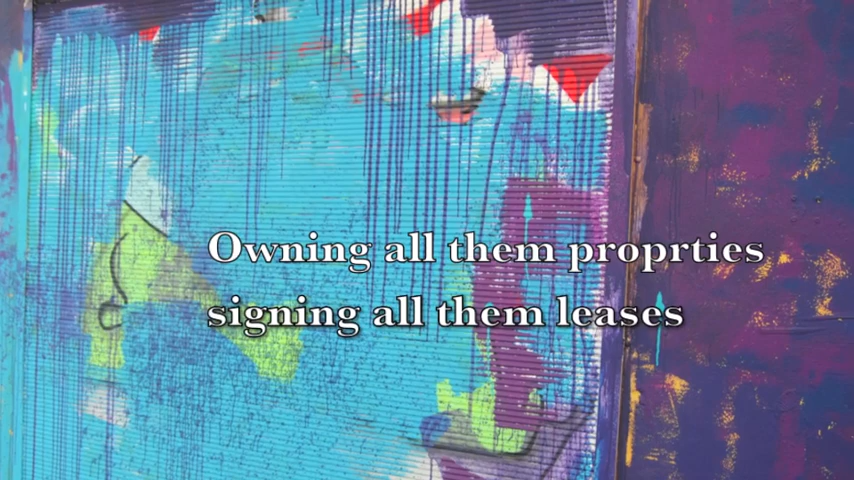 Owning all them proprties
signing all them leases